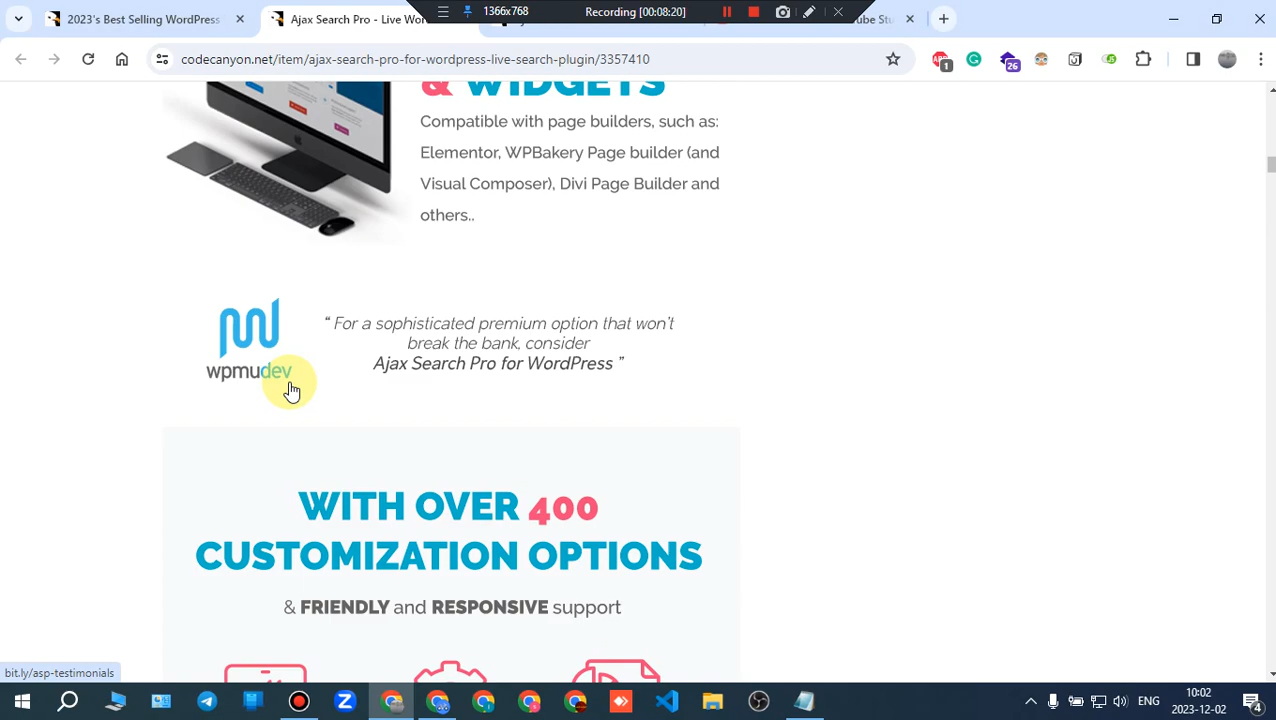 1366x768
Recording [00:08:20]
2023's Best Selling WordPress
Ajax Search Pro - Live Wor
codecanyon.net/item/ajax-search-pro-for-wordpress-live-search-plugin/3357410
1
26
& WIDGETS
Compatible with page builders, such as:
Elementor, WPBakery Page builder (and
Visual Composer), Divi Page Builder and
others..
wpmudev
“ For a sophisticated premium option that won't
break the bank, consider
Ajax Search Pro for WordPress ”
WITH OVER 400
CUSTOMIZATION OPTIONS
& FRIENDLY and RESPONSIVE support
bit.ly/asp-testimonials
ENG
10:02
2023-12-02
4